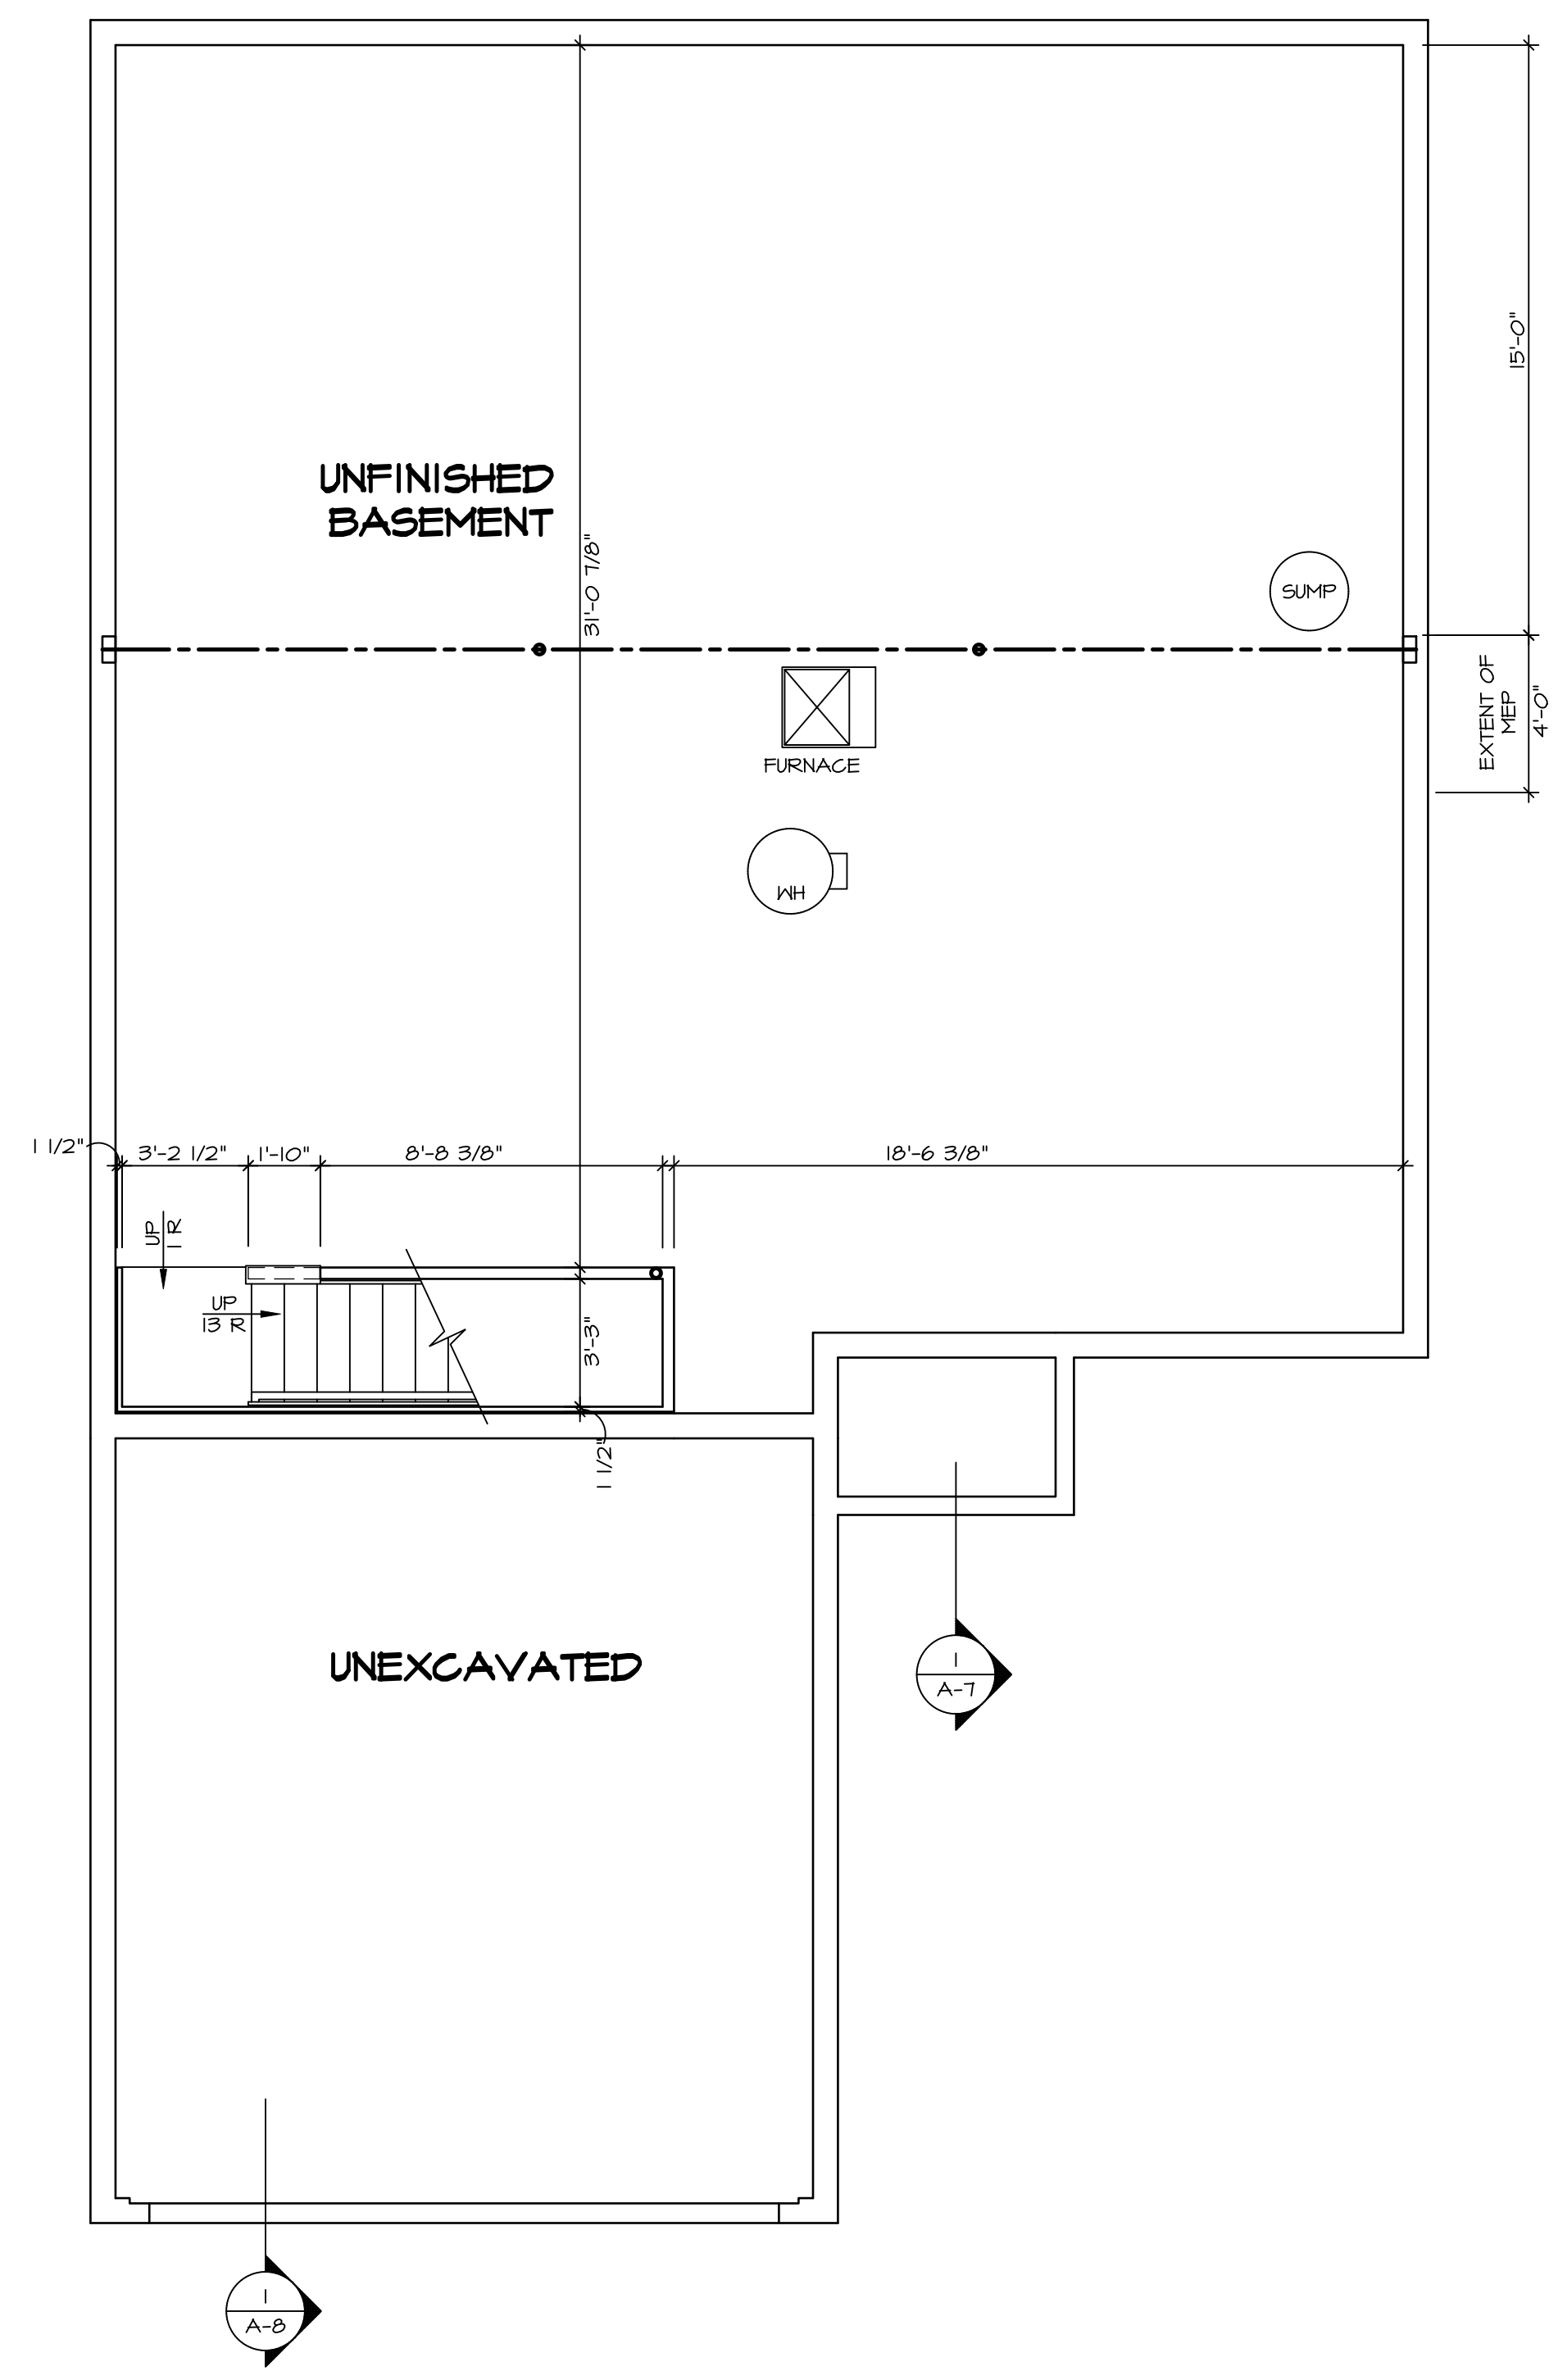 15'-0"
UNFINISHED
BASEMENT
31'-0 7/8"
SUMP
EXTENT OF
MEP
4'-0"
FURNACE
WH
1 1/2"
3'-2 1/2"
1'-10"
8'-8 3/8"
18'-6 3/8"
UP
1 R
UP
13 R
3'-3"
1 1/2"
UNEXCAVATED
1
A-7
1
A-8